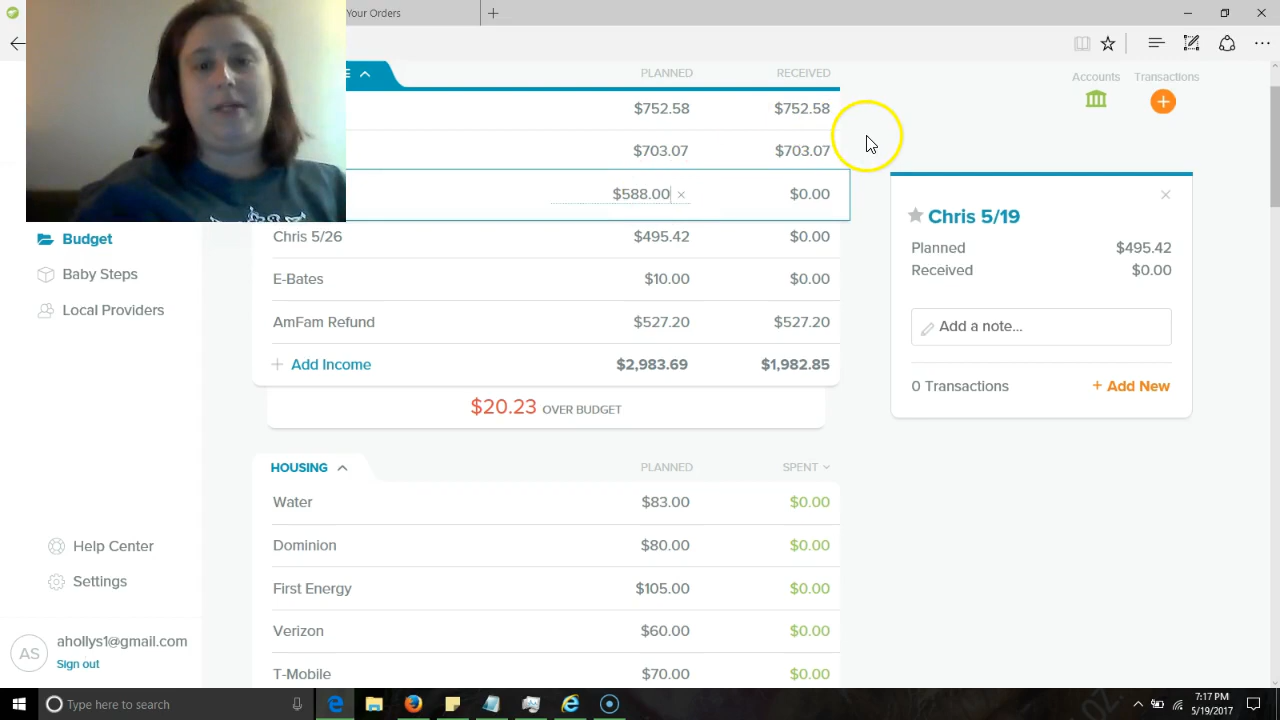 Your Orders
E PLANNED RECEIVED
Accounts Transactions
$752.58 $752.58
$703.07 $703.07
$588.00 × $0.00
Chris 5/26 $495.42 $0.00
E-Bates $10.00 $0.00
AmFam Refund $527.20 $527.20
+ Add Income $2,983.69 $1,982.85
$20.23 OVER BUDGET
HOUSING PLANNED SPENT
Water $83.00 $0.00
Dominion $80.00 $0.00
First Energy $105.00 $0.00
Verizon $60.00 $0.00
T-Mobile $70.00 $0.00
Chris 5/19
Planned $495.42
Received $0.00
Add a note...
0 Transactions + Add New
Budget
Baby Steps
Local Providers
Help Center
Settings
AS ahollys1@gmail.com
Sign out
Type here to search
7:17 PM
5/19/2017